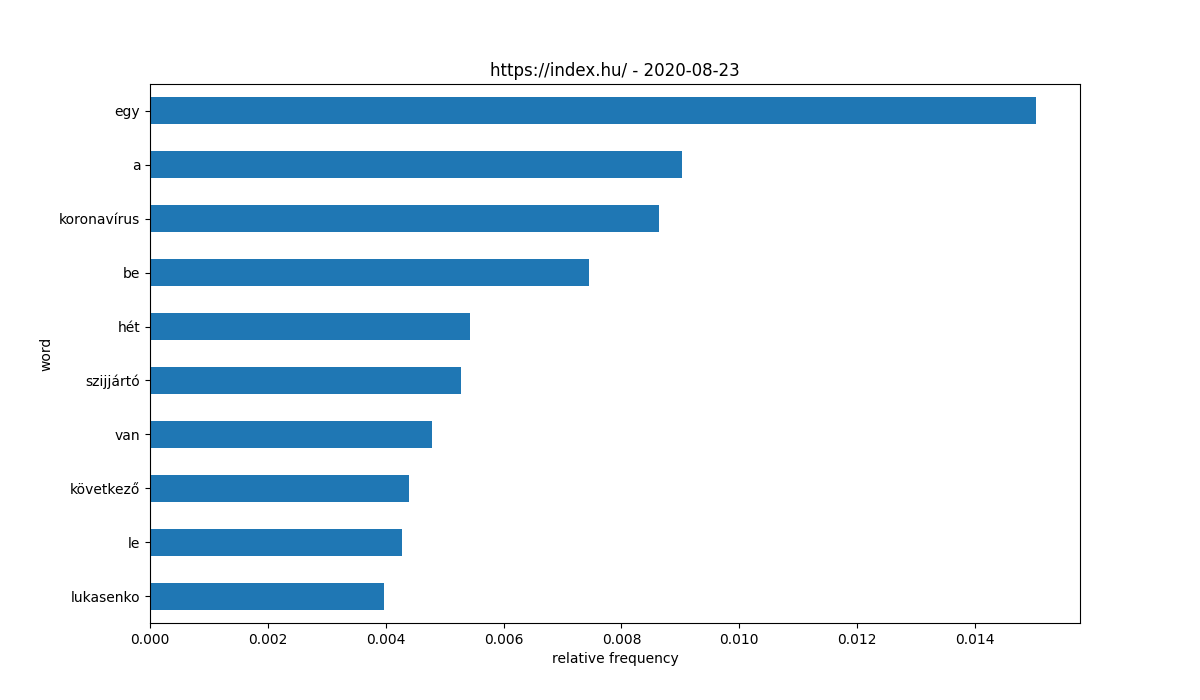 https://index.hu/ - 2020-08-23
egy
a
koronavírus
be
hét
szijjártó
van
következő
le
lukasenko
word
0.000 0.002 0.004 0.006 0.008 0.010 0.012 0.014
relative frequency